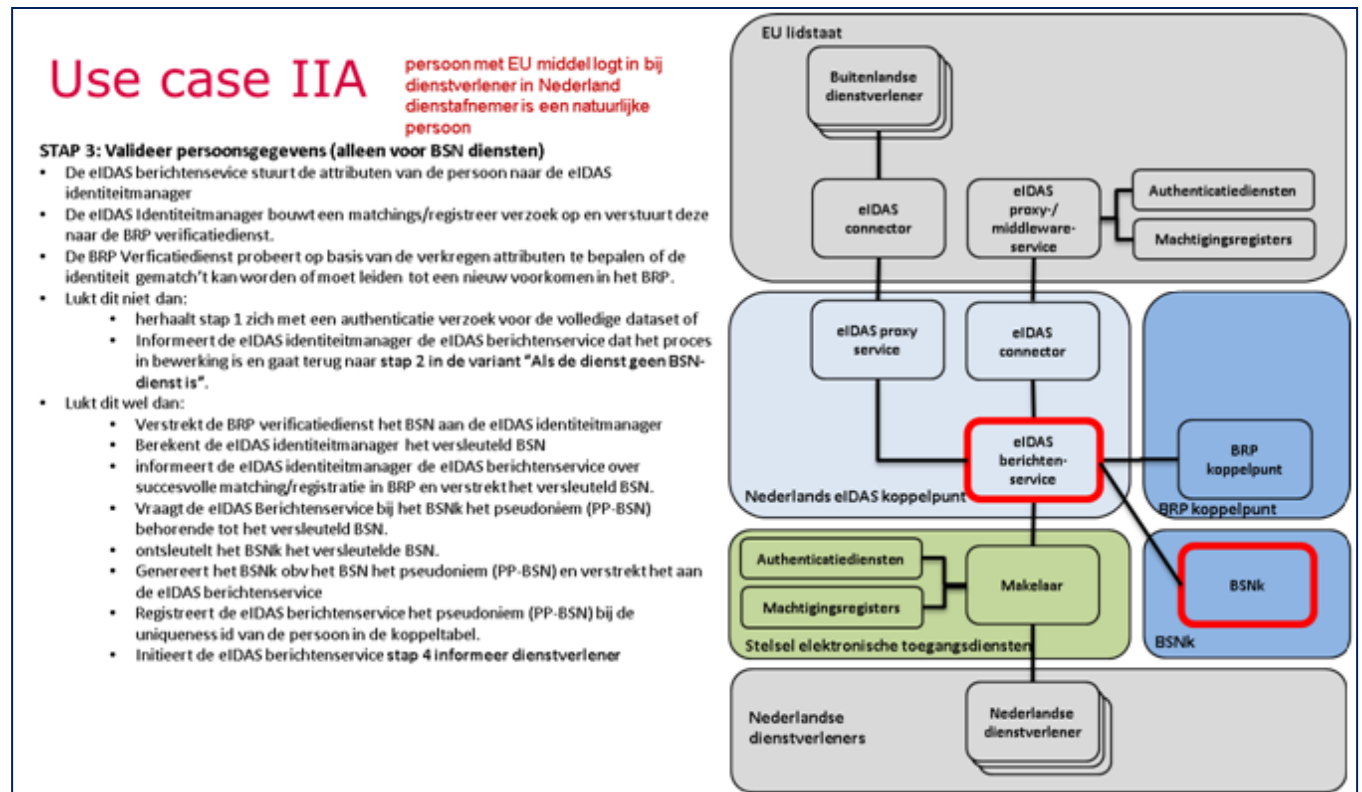 Use case IIA
persoon met EU middel logt in bij
dienstverlener in Nederland
dienstafnemer is een natuurlijke
persoon
STAP 3: Valideer persoonsgegevens (alleen voor BSN diensten)
• De eIDAS berichtensevice stuurt de attributen van de persoon naar de eIDAS
identiteitmanager
• De eIDAS Identiteitmanager bouwt een matchings/registreer verzoek op en verstuurt deze
naar de BRP verificatiedienst.
• De BRP Verficatiedienst probeert op basis van de verkregen attributen te bepalen of de
identiteit gematch't kan worden of moet leiden tot een nieuw voorkomen in het BRP.
• Lukt dit niet dan:
• herhaalt stap 1 zich met een authenticatie verzoek voor de volledige dataset of
• Informeert de eIDAS identiteitmanager de eIDAS berichtenservice dat het proces
in bewerking is en gaat terug naar stap 2 in de variant "Als de dienst geen BSN-
dienst is".
• Lukt dit wel dan:
• Verstrekt de BRP verificatiedienst het BSN aan de eIDAS identiteitmanager
• Berekent de eIDAS identiteitmanager het versleuteld BSN
• informeert de eIDAS identiteitmanager de eIDAS berichtenservice over
succesvolle matching/registratie in BRP en verstrekt het versleuteld BSN.
• Vraagt de eIDAS Berichtenservice bij het BSNk het pseudoniem (PP-BSN)
behorende tot het versleuteld BSN.
• ontsleutelt het BSNk het versleutelde BSN.
• Genereert het BSNk obv het BSN het pseudoniem (PP-BSN) en verstrekt het aan
de eIDAS berichtenservice
• Registreert de eIDAS berichtenservice het pseudoniem (PP-BSN) bij de
uniqueness id van de persoon in de koppeltabel.
• Initieert de eIDAS berichtenservice stap 4 informeer dienstverlener
EU lidstaat
Buitenlandse
dienstverlener
eIDAS
connector
eIDAS
proxy-/
middleware-
service
Authenticatiediensten
Machtigingsregisters
eIDAS proxy
service
eIDAS
connector
eIDAS
berichten-
service
Nederlands eIDAS koppelpunt
BRP
koppelpunt
BRP koppelpunt
Authenticatiediensten
Machtigingsregisters
Makelaar
Stelsel elektronische toegangsdiensten
BSNk
BSNk
Nederlandse
dienstverleners
Nederlandse
dienstverlener